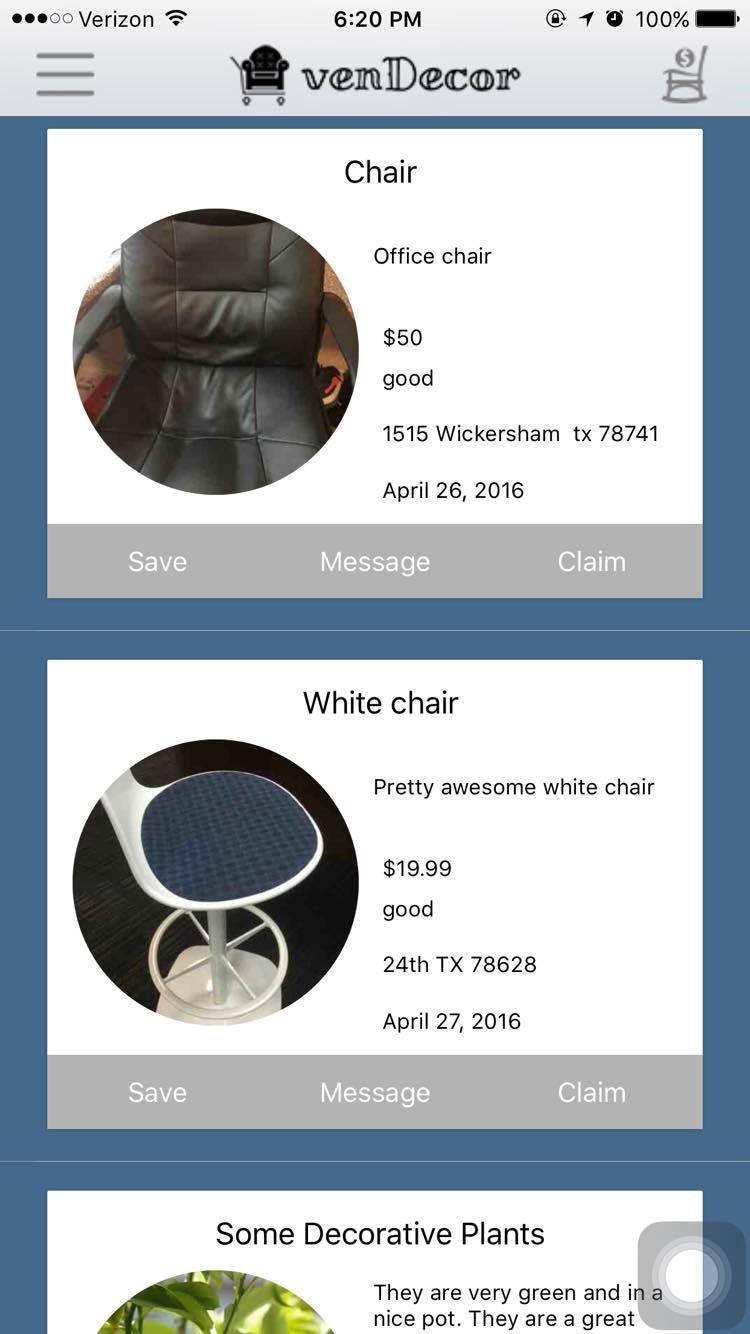 Verizon 6:20 PM 100%
venDecor
$
Chair
Office chair
$50
good
1515 Wickersham  tx 78741
April 26, 2016
Save Message Claim
White chair
Pretty awesome white chair
$19.99
good
24th TX 78628
April 27, 2016
Save Message Claim
Some Decorative Plants
They are very green and in a
nice pot. They are a great